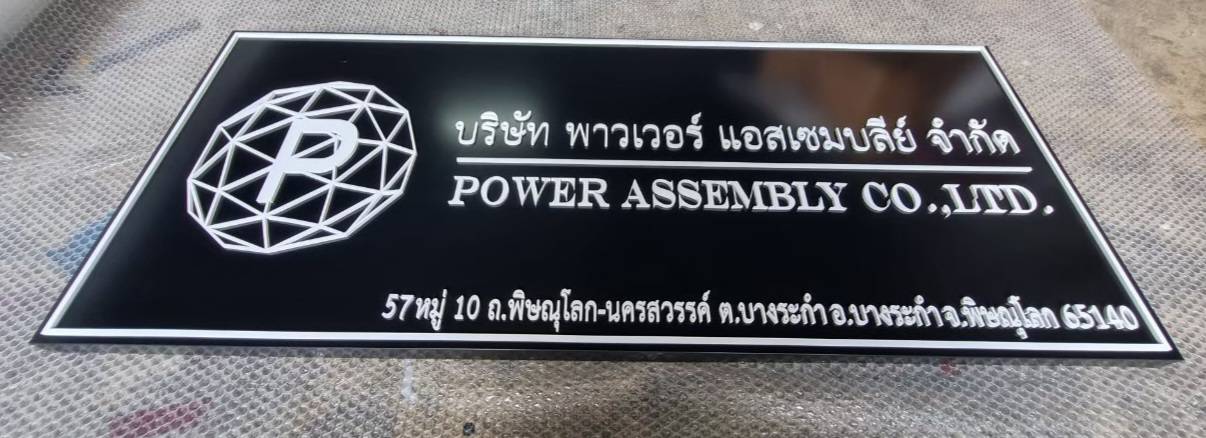 P
บริษัท พาวเวอร์ แอสเซมบลีย์ จำกัด
POWER ASSEMBLY CO.,LTD.
57หมู่ 10 ถ.พิษณุโลก-นครสวรรค์ ต.บางระกำ อ.บางระกำ จ.พิษณุโลก 65140